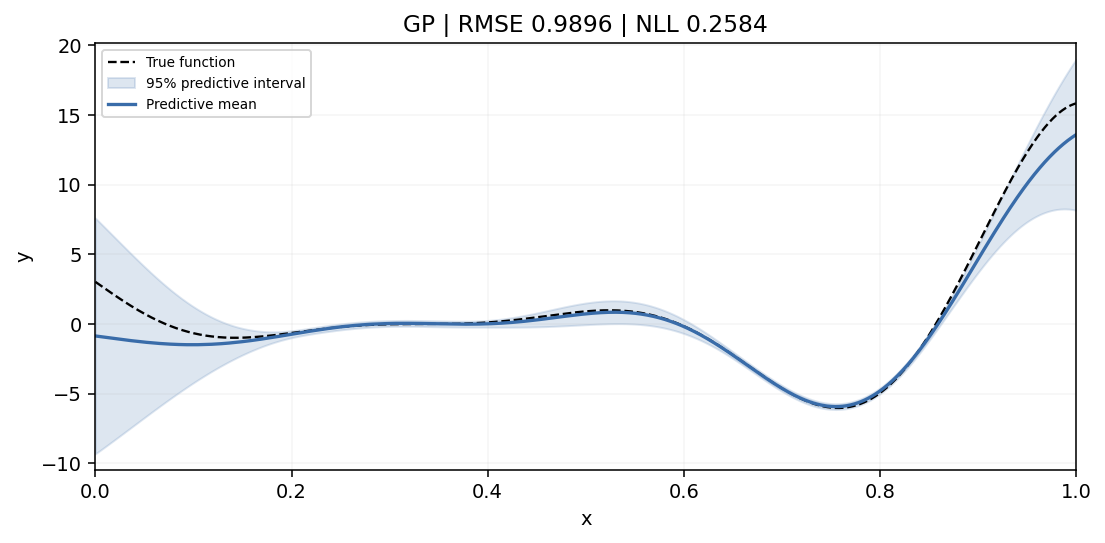 GP | RMSE 0.9896 | NLL 0.2584
True function
95% predictive interval
Predictive mean
20
15
10
5
0
−5
−10
y
0.0 0.2 0.4 0.6 0.8 1.0
x